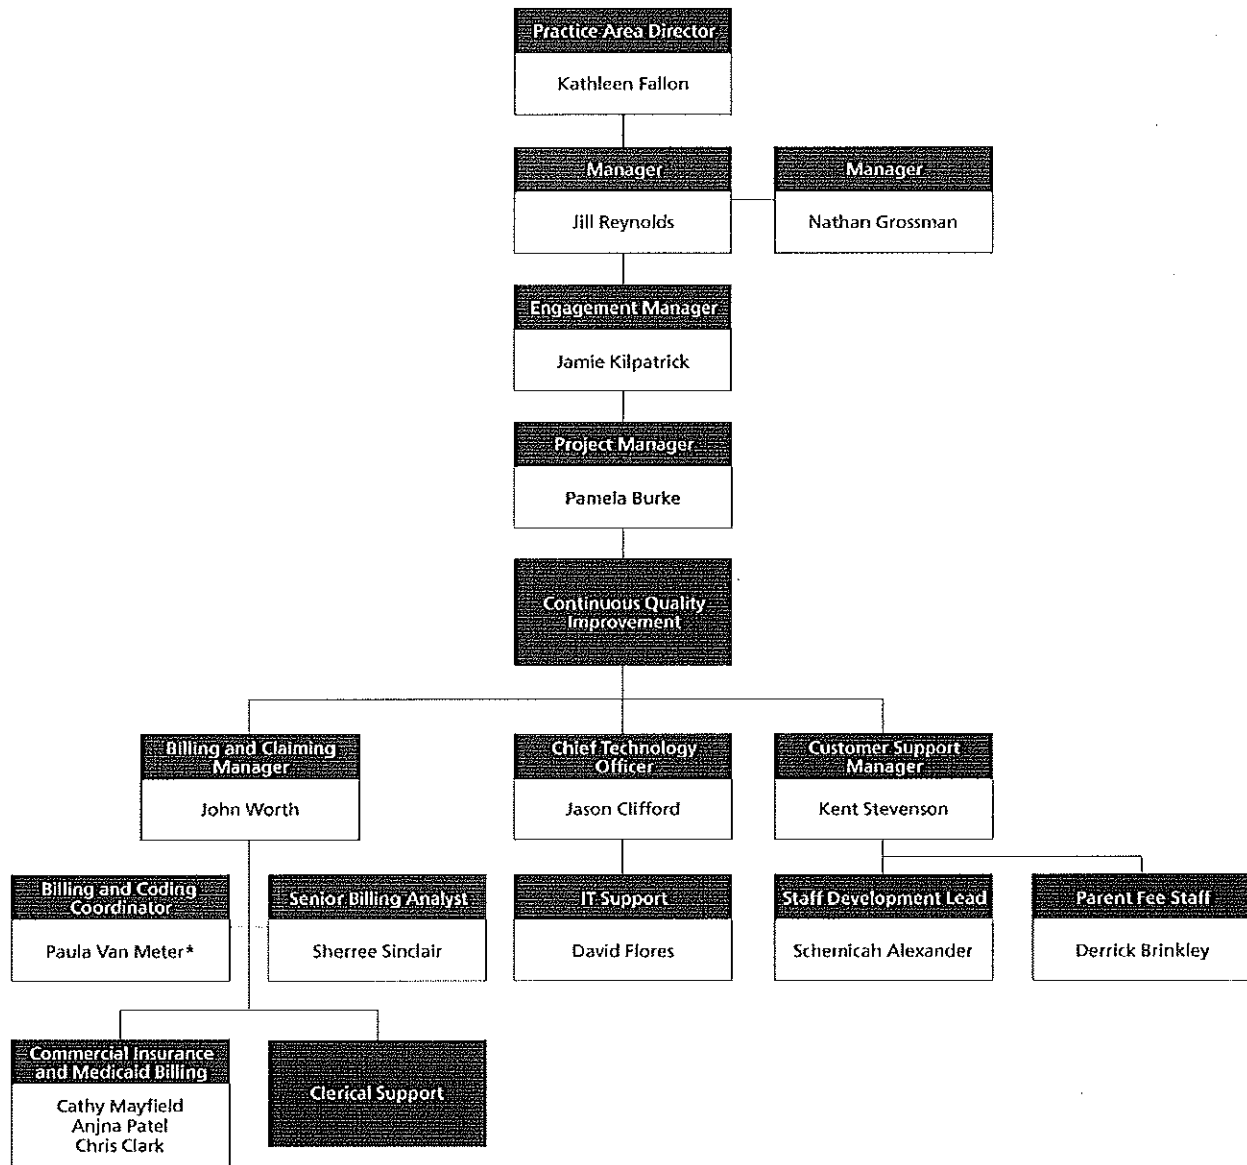 Practice Area Director
Kathleen Fallon
Manager
Jill Reynolds
Manager
Nathan Grossman
Engagement Manager
Jamie Kilpatrick
Project Manager
Pamela Burke
Continuous Quality
Improvement
Billing and Claiming
Manager
John Worth
Chief Technology
Officer
Jason Clifford
Customer Support
Manager
Kent Stevenson
Billing and Coding
Coordinator
Paula Van Meter*
Senior Billing Analyst
Sherree Sinclair
IT Support
David Flores
Staff Development Lead
Schemicah Alexander
Parent Fee Staff
Derrick Brinkley
Commercial Insurance
and Medicaid Billing
Cathy Mayfield
Anjna Patel
Chris Clark
Clerical Support